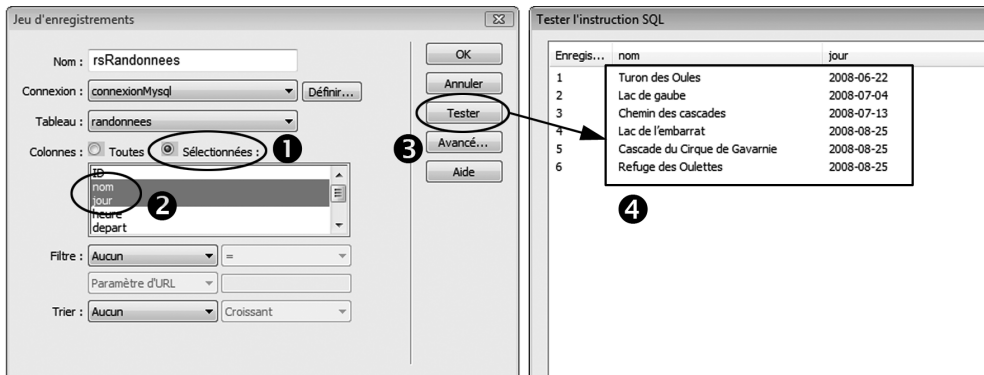 Jeu d'enregistrements
Nom : rsRandonnees
Connexion : connexionMysql Définir...
Tableau : randonnees
Colonnes : Toutes Sélectionnées : 1
ID
nom
jour
heure
depart
2
Filtre : Aucun =
Paramètre d'URL
Trier : Aucun Croissant
OK
Annuler
Tester
3 Avancé...
Aide
Tester l'instruction SQL
Enregis... nom jour
1 Turon des Oules 2008-06-22
2 Lac de gaube 2008-07-04
3 Chemin des cascades 2008-07-13
4 Lac de l'embarrat 2008-08-25
5 Cascade du Cirque de Gavarnie 2008-08-25
6 Refuge des Oulettes 2008-08-25
4